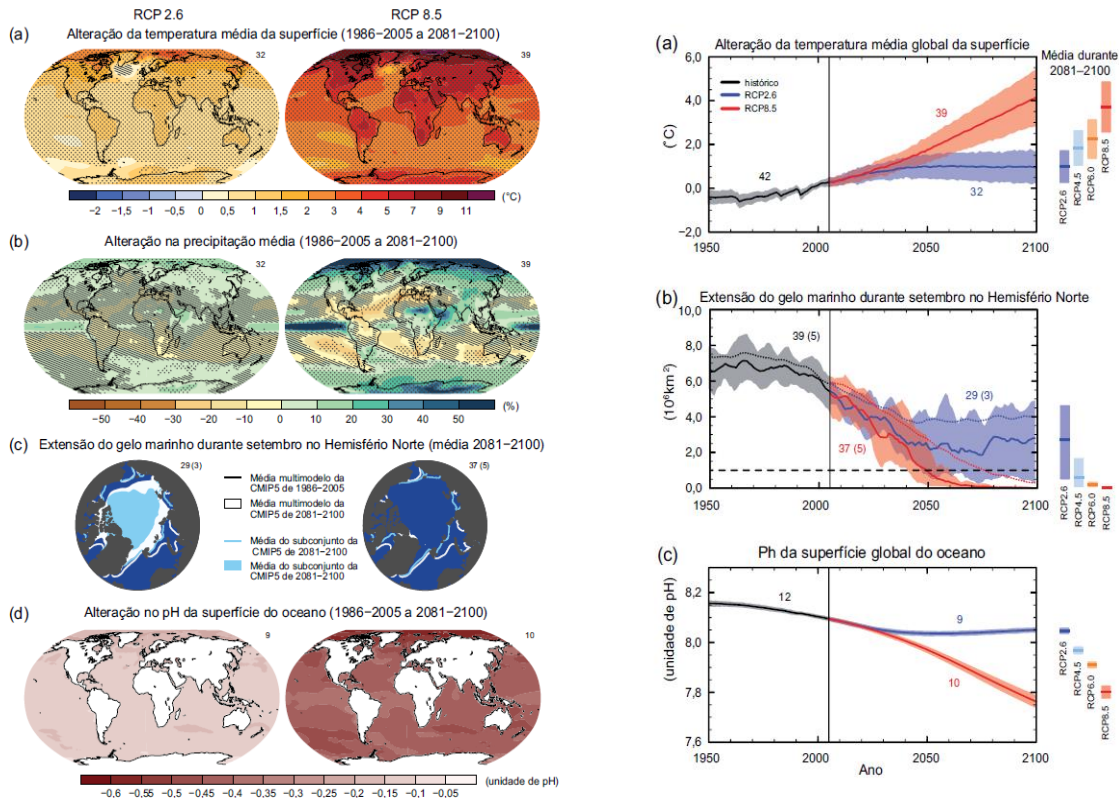 RCP 2.6 RCP 8.5
(a) Alteração da temperatura média da superfície (1986−2005 a 2081−2100)
32 39
−2 −1,5 −1 −0,5 0 0,5 1 1,5 2 3 4 5 7 9 11 (°C)
(b) Alteração na precipitação média (1986−2005 a 2081−2100)
32 39
−50 −40 −30 −20 −10 0 10 20 30 40 50 (%)
(c) Extensão do gelo marinho durante setembro no Hemisfério Norte (média 2081−2100)
29 (3) 37 (5)
Média multimodelo da
CMIP5 de 1986−2005
Média multimodelo da
CMIP5 de 2081−2100
Média do subconjunto da
CMIP5 de 2081−2100
Média do subconjunto da
CMIP5 de 2081−2100
(d) Alteração no pH da superfície do oceano (1986−2005 a 2081−2100)
9 10
(unidade de pH)
−0,6 −0,55 −0,5 −0,45 −0,4 −0,35 −0,3 −0,25 −0,2 −0,15 −0,1 −0,05
(a) Alteração da temperatura média global da superfície
Média durante
2081−2100
6,0
4,0
2,0
0,0
−2,0
(°C)
histórico
RCP2.6
RCP8.5
39
42
32
1950 2000 2050 2100
RCP2.6
RCP4.5
RCP6.0
RCP8.5
(b) Extensão do gelo marinho durante setembro no Hemisfério Norte
10,0
8,0
6,0
4,0
2,0
0,0
(10⁶km²)
39 (5)
29 (3)
37 (5)
1950 2000 2050 2100
RCP2.6
RCP4.5
RCP6.0
RCP8.5
(c) Ph da superfície global do oceano
8,2
8,0
7,8
7,6
(unidade de pH)
12
9
10
1950 2000 2050 2100
Ano
RCP2.6
RCP4.5
RCP6.0
RCP8.5